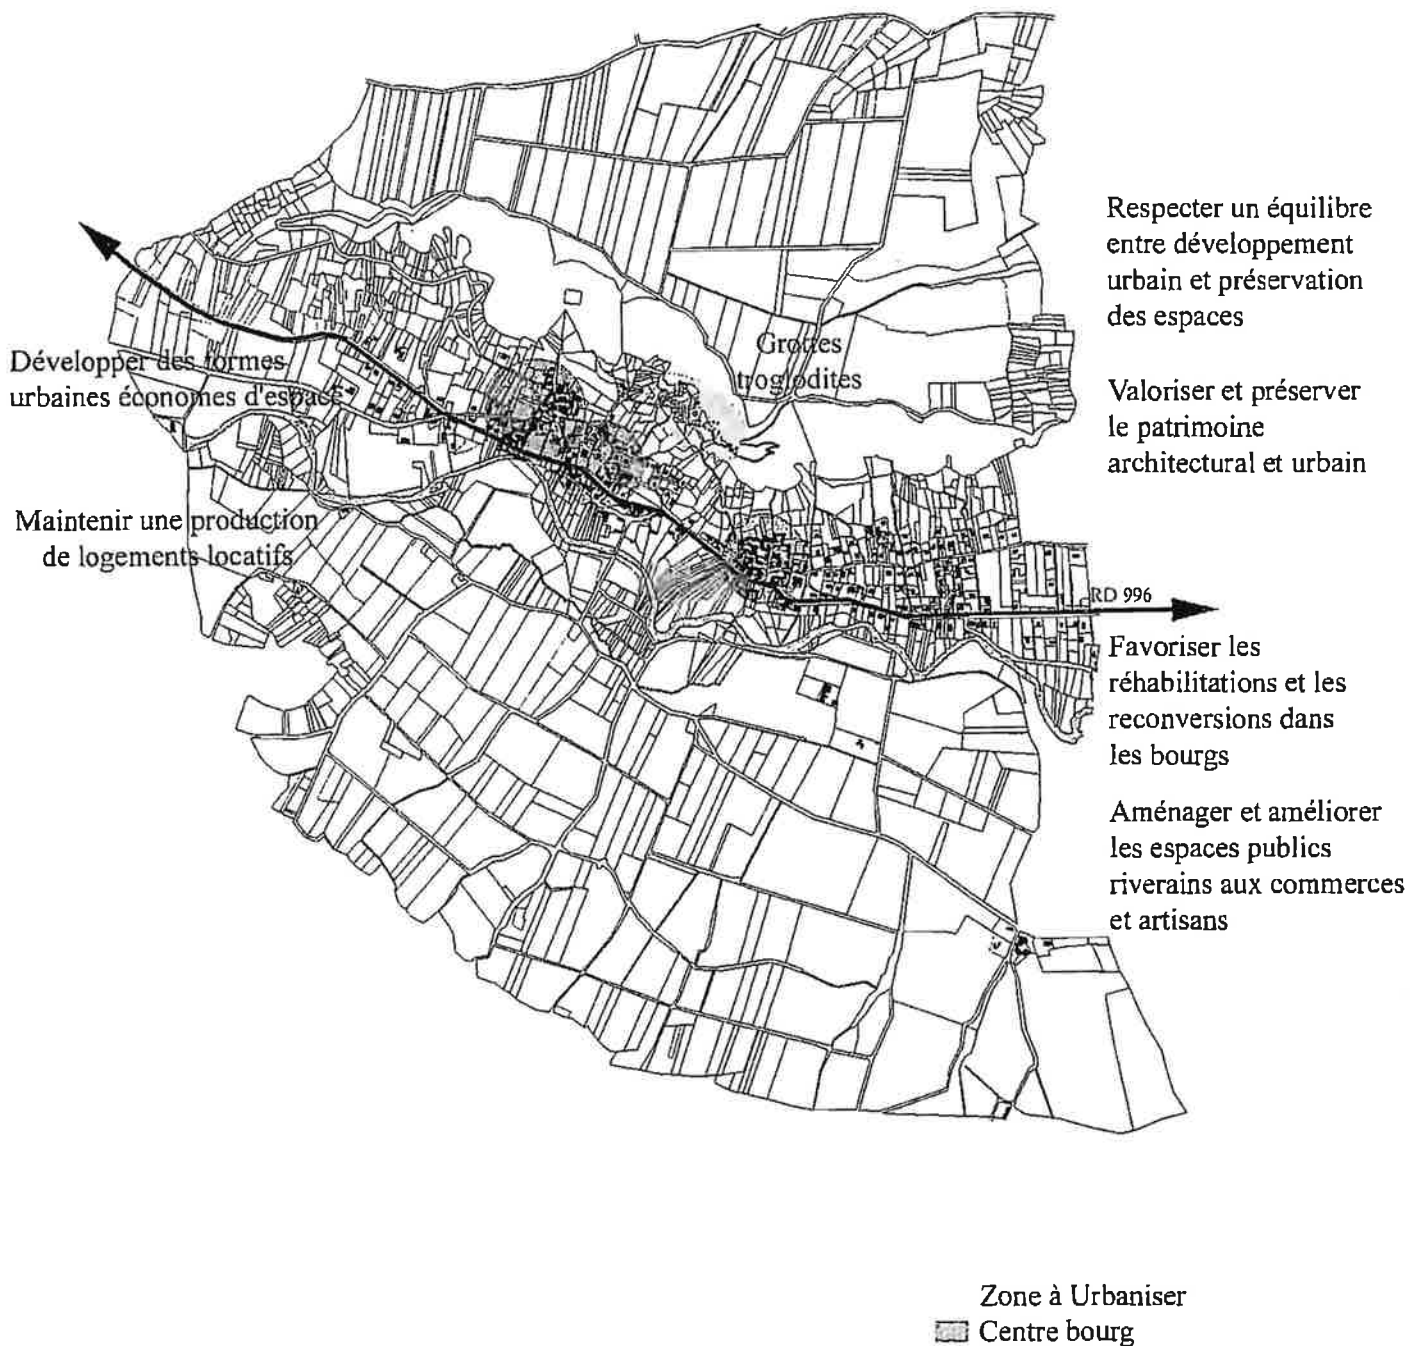 Respecter un équilibre
entre développement
urbain et préservation
des espaces
Grottes
troglodites
Développer des formes
urbaines économes d'espace
Valoriser et préserver
le patrimoine
architectural et urbain
Maintenir une production
de logements locatifs
RD 996
Favoriser les
réhabilitations et les
reconversions dans
les bourgs
Aménager et améliorer
les espaces publics
riverains aux commerces
et artisans
Zone à Urbaniser
Centre bourg